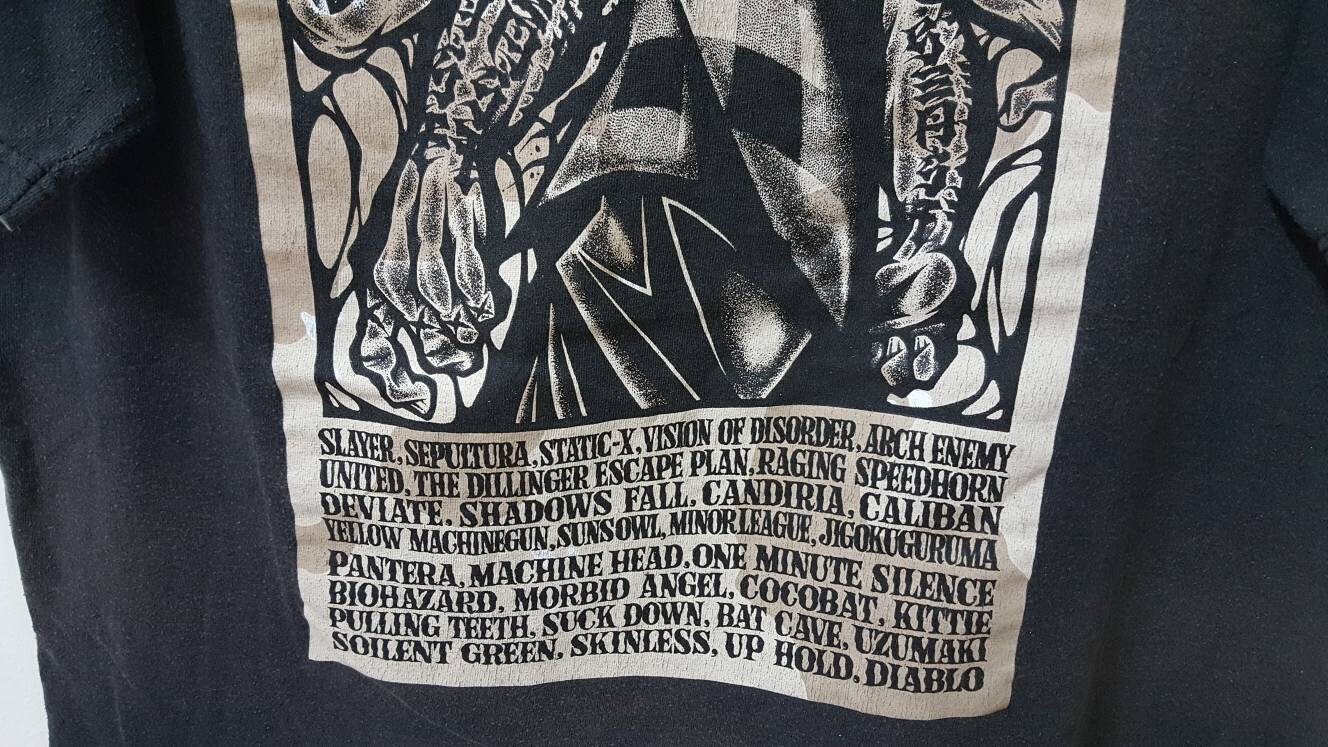 SLAYER, SEPULTURA, STATIC-X, VISION OF DISORDER, ARCH ENEMY
UNITED, THE DILLINGER ESCAPE PLAN, RAGING SPEEDHORN
DEVIATE, SHADOWS FALL, CANDIRIA, CALIBAN
YELLOW MACHINEGUN, SUNS OWL, MINOR LEAGUE, JIGOKUGURUMA
PANTERA, MACHINE HEAD, ONE MINUTE SILENCE
BIOHAZARD, MORBID ANGEL, COCOBAT, KITTIE
PULLING TEETH, SUCK DOWN, BAT CAVE, UZUMAKI
SOILENT GREEN, SKINLESS, UP HOLD, DIABLO